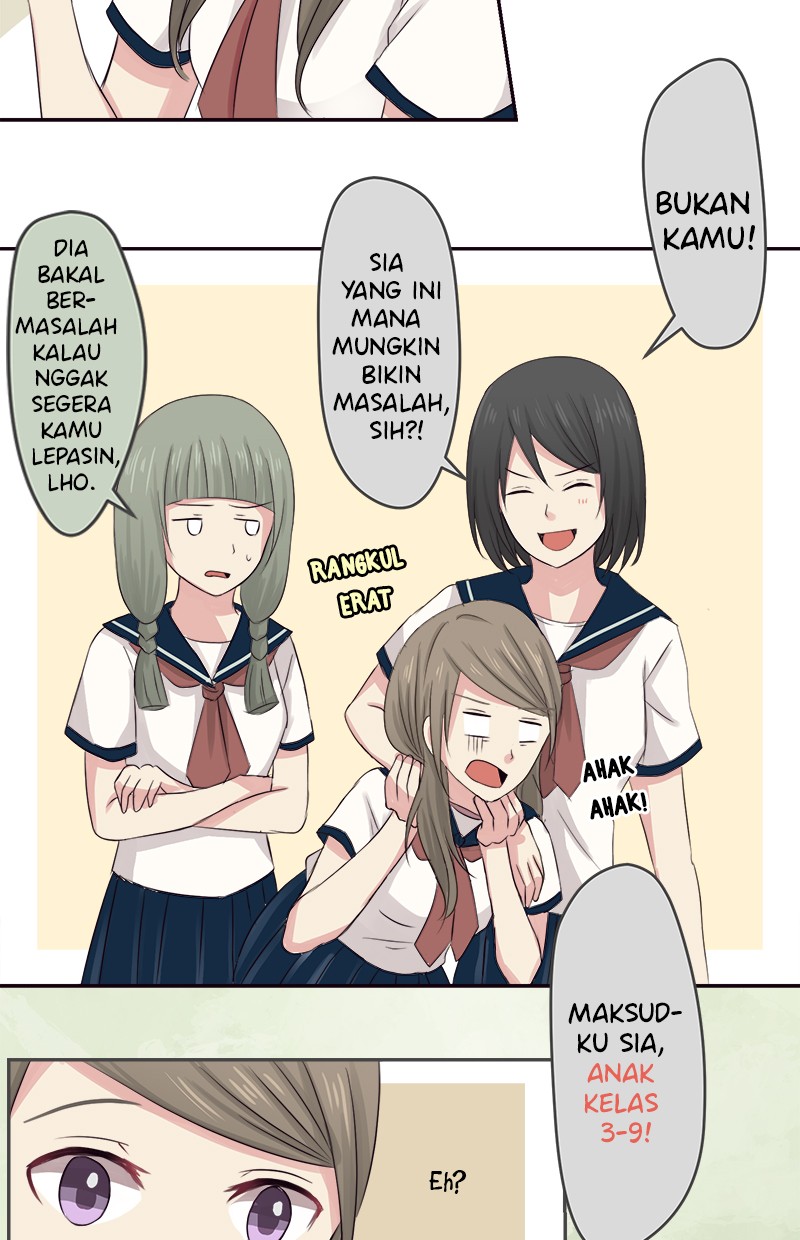 BUKAN
KAMU!
SIA
YANG INI
MANA
MUNGKIN
BIKIN
MASALAH,
SIH?!
DIA
BAKAL
BER-
MASALAH
KALAU
NGGAK
SEGERA
KAMU
LEPASIN,
LHO.
RANGKUL
ERAT
AHAK
AHAK!
MAKSUD-
KU SIA,
ANAK
KELAS
3-9!
Eh?